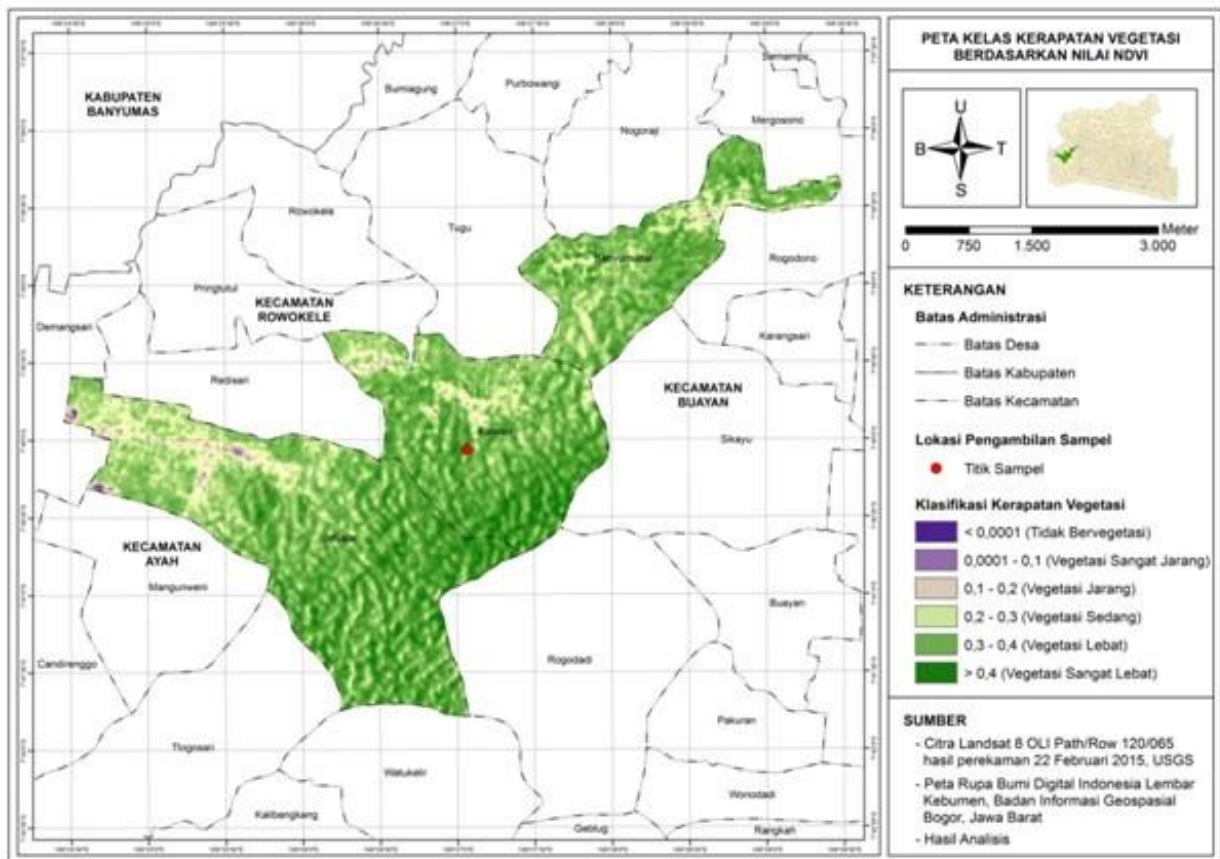 PETA KELAS KERAPATAN VEGETASI
BERDASARKAN NILAI NDVI
U
B
T
S
Meter
0 750 1.500 3.000
KETERANGAN
Batas Administrasi
Batas Desa
Batas Kabupaten
Batas Kecamatan
Lokasi Pengambilan Sampel
Titik Sampel
Klasifikasi Kerapatan Vegetasi
< 0,0001 (Tidak Bervegetasi)
0,0001 - 0,1 (Vegetasi Sangat Jarang)
0,1 - 0,2 (Vegetasi Jarang)
0,2 - 0,3 (Vegetasi Sedang)
0,3 - 0,4 (Vegetasi Lebat)
> 0,4 (Vegetasi Sangat Lebat)
SUMBER
- Citra Landsat 8 OLI Path/Row 120/065
hasil perekaman 22 Februari 2015, USGS
- Peta Rupa Bumi Digital Indonesia Lembar
Kebumen, Badan Informasi Geospasial
Bogor, Jawa Barat
- Hasil Analisis
KABUPATEN
BANYUMAS
Bumiagung
Purbowangi
Nogoraji
Mergosono
Rowokele
Tugu
Pringtutul
KECAMATAN
ROWOKELE
Demangsari
Redisari
Rogodono
Karangsari
KECAMATAN
BUAYAN
Sikayu
KECAMATAN
AYAH
Mangunweni
Candirenggo
Buayan
Rogodadi
Pakuran
Tlogosari
Watukelir
Kalibangkang
Geblug
Wonodadi
Rangkah